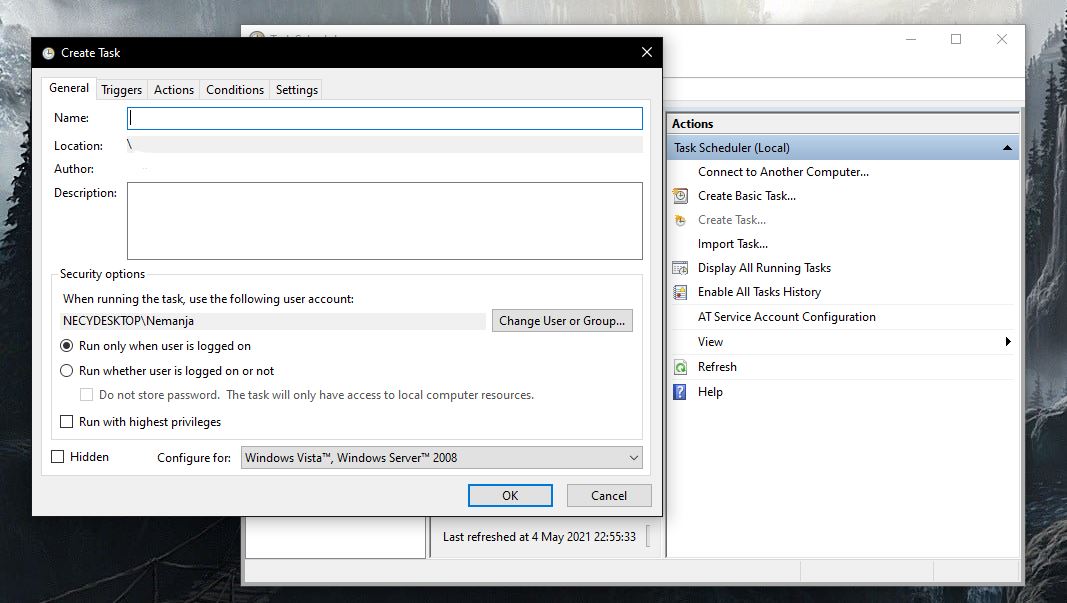 Create Task
General Triggers Actions Conditions Settings
Name:
Location: \
Author:
Description:
Security options
When running the task, use the following user account:
NECYDESKTOP\Nemanja Change User or Group...
Run only when user is logged on
Run whether user is logged on or not
Do not store password. The task will only have access to local computer resources.
Run with highest privileges
Hidden Configure for: Windows Vista™, Windows Server™ 2008
OK Cancel
Last refreshed at 4 May 2021 22:55:33
Actions
Task Scheduler (Local)
Connect to Another Computer...
Create Basic Task...
Create Task...
Import Task...
Display All Running Tasks
Enable All Tasks History
AT Service Account Configuration
View
Refresh
Help